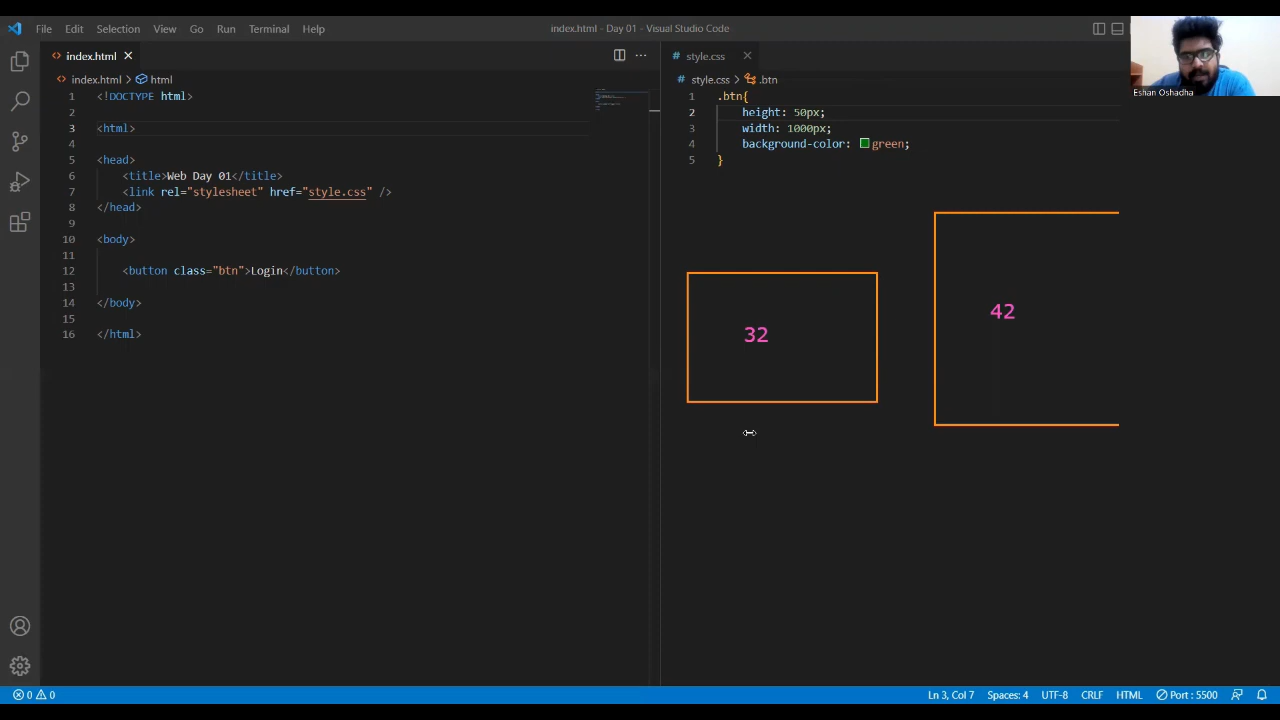 File Edit Selection View Go Run Terminal Help
index.html - Day 01 - Visual Studio Code
index.html
index.html > html
1 <!DOCTYPE html>
2
3 <html>
4
5 <head>
6 <title>Web Day 01</title>
7 <link rel="stylesheet" href="style.css" />
8 </head>
9
10 <body>
11
12 <button class="btn">Login</button>
13
14 </body>
15
16 </html>
style.css
style.css > .btn
1 .btn{
2 height: 50px;
3 width: 1000px;
4 background-color: green;
5 }
32
42
Eshan Oshadha
0 0
Ln 3, Col 7 Spaces: 4 UTF-8 CRLF HTML Port : 5500